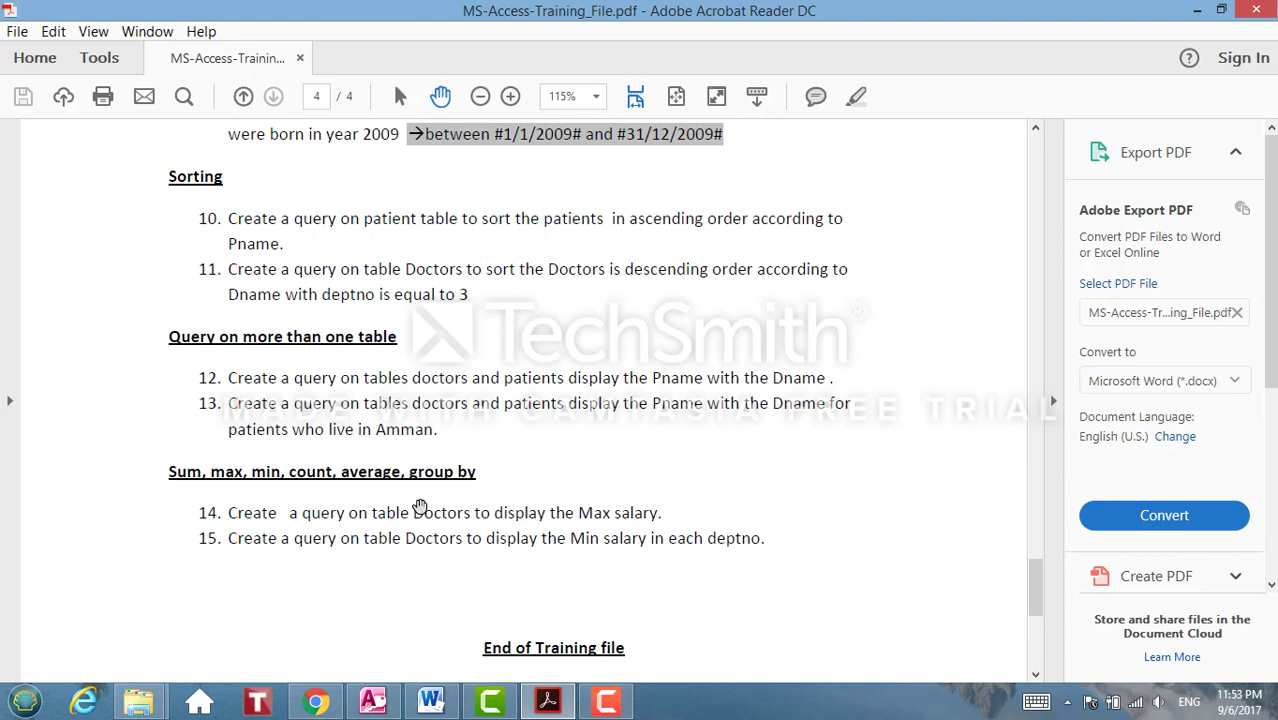 MS-Access-Training_File.pdf - Adobe Acrobat Reader DC
File Edit View Window Help
Home Tools MS-Access-Trainin... × Sign In
4 / 4 115%
were born in year 2009 →between #1/1/2009# and #31/12/2009#
Sorting
10. Create a query on patient table to sort the patients in ascending order according to
Pname.
11. Create a query on table Doctors to sort the Doctors is descending order according to
Dname with deptno is equal to 3
Query on more than one table
12. Create a query on tables doctors and patients display the Pname with the Dname .
13. Create a query on tables doctors and patients display the Pname with the Dname for
patients who live in Amman.
Sum, max, min, count, average, group by
14. Create a query on table Doctors to display the Max salary.
15. Create a query on table Doctors to display the Min salary in each deptno.
End of Training file
TechSmith®
MADE WITH CAMTASIA FREE TRIAL
Export PDF
Adobe Export PDF
Convert PDF Files to Word
or Excel Online
Select PDF File
MS-Access-Tr...ing_File.pdf ×
Convert to
Microsoft Word (*.docx)
Document Language:
English (U.S.) Change
Convert
Create PDF
Store and share files in the
Document Cloud
Learn More
ENG
11:53 PM
9/6/2017